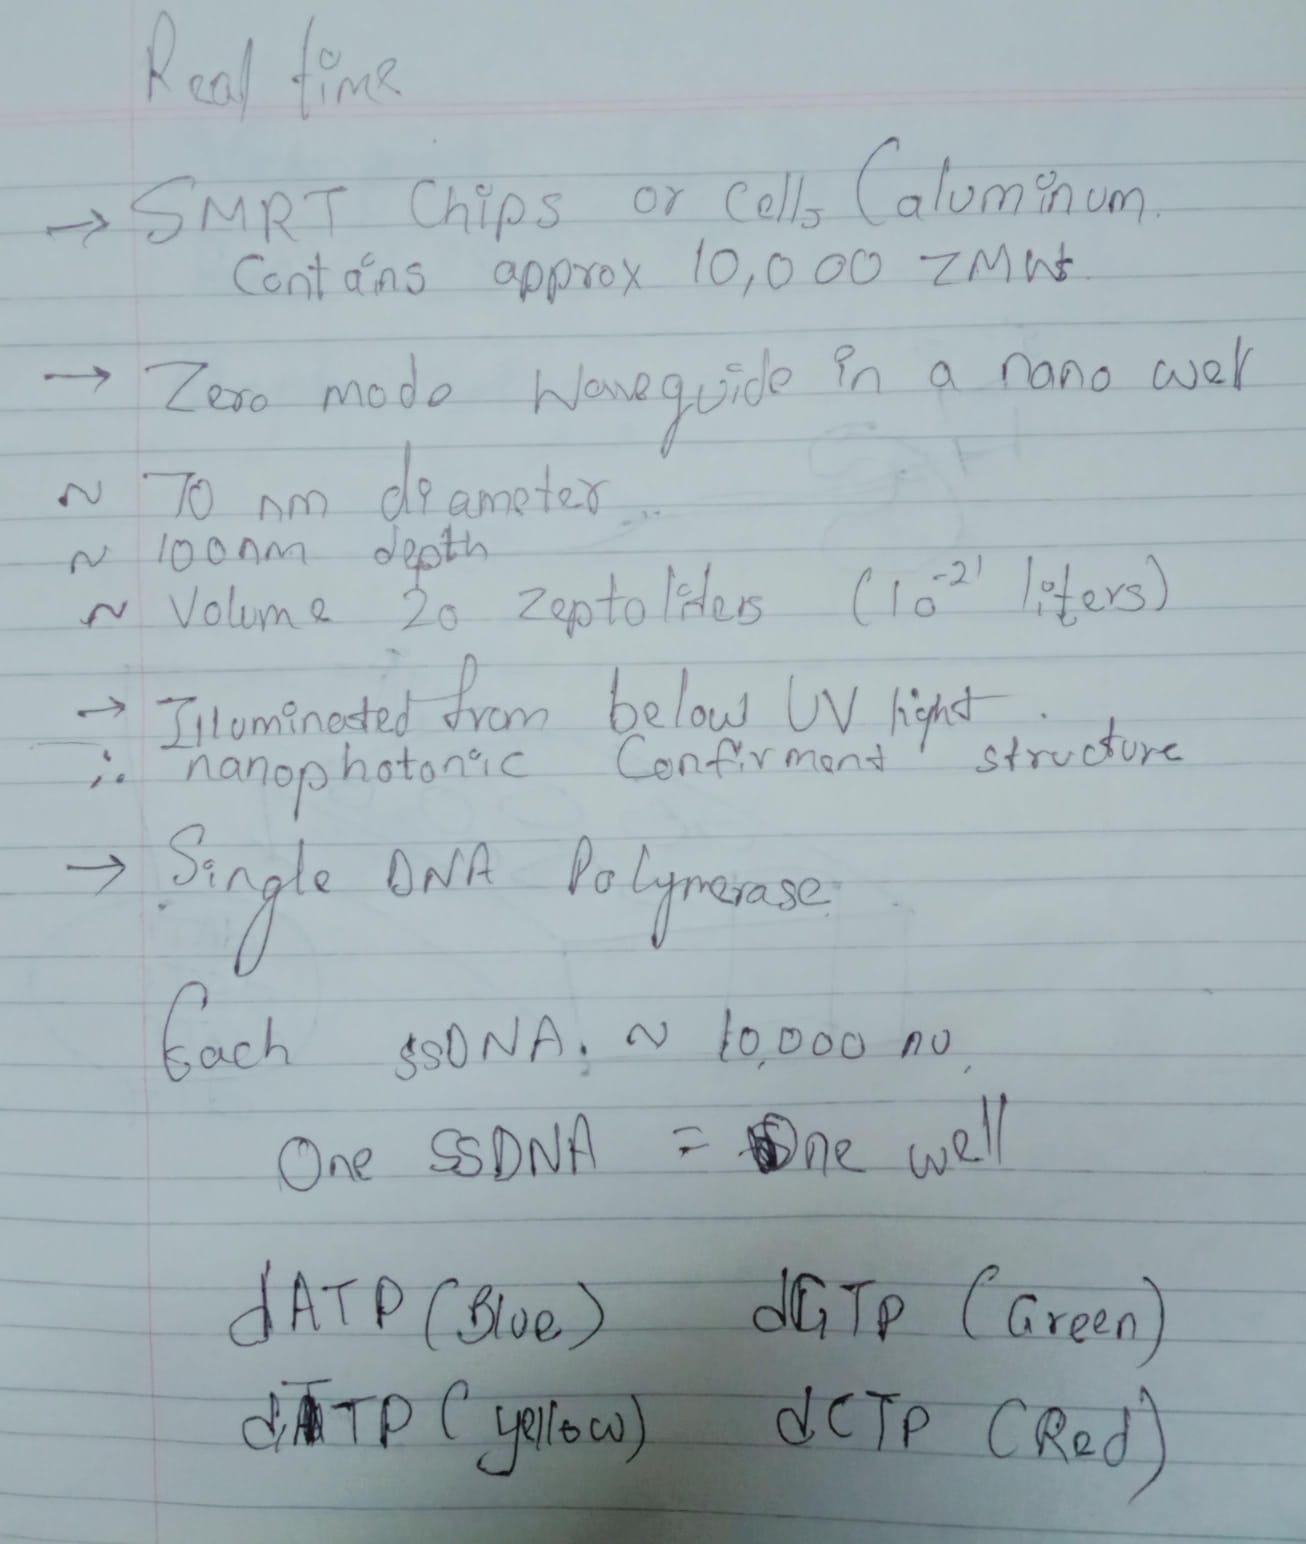 Real time
→ SMRT Chips or Cells (aluminum.
Contains approx 10,000 ZMWs.
→ Zero mode Waveguide in a nano well
~ 70 nm diameter
~ 100nm depth
~ Volume 20 Zeptoliters (10⁻²¹ liters)
→ Illuminated from below UV light.
∴ nanophotonic Confirment structure
→ Single DNA Polymerase
Each ssDNA. ~ 10,000 nu.
One SSDNA = One well
dATP (Blue) dGTP (Green)
dTTP (yellow) dCTP (Red)